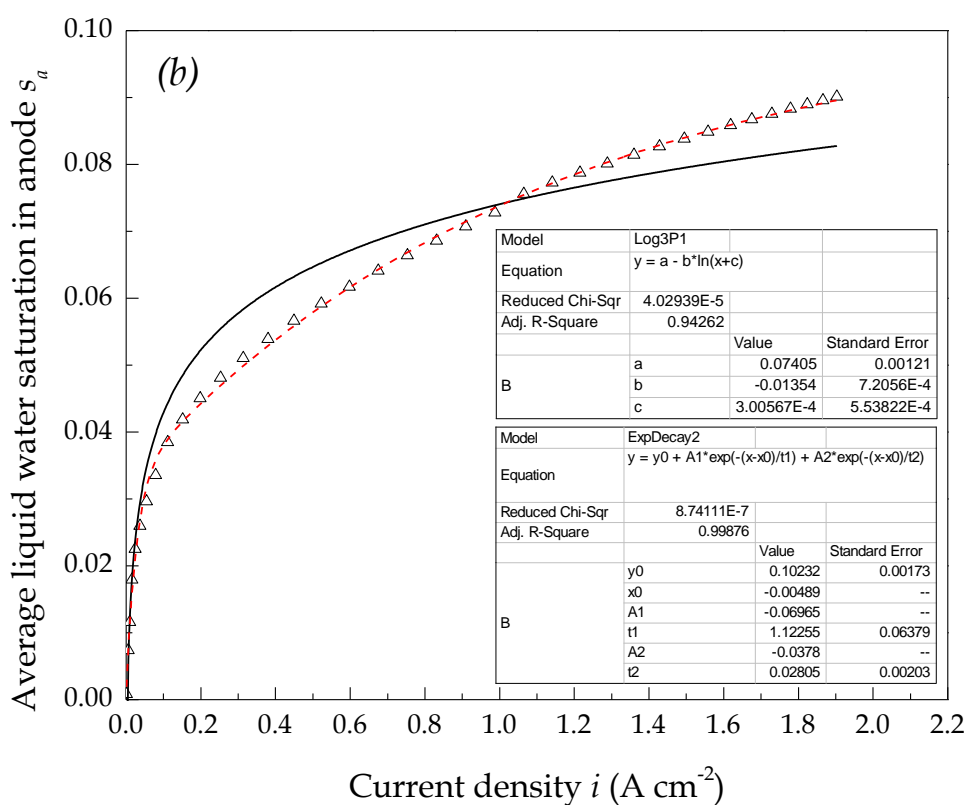 (b)
Average liquid water saturation in anode sₐ
0.10
0.08
0.06
0.04
0.02
0.00
0.0 0.2 0.4 0.6 0.8 1.0 1.2 1.4 1.6 1.8 2.0 2.2
Current density i (A cm⁻²)
Model Log3P1
Equation y = a - b*ln(x+c)
Reduced Chi-Sqr 4.02939E-5
Adj. R-Square 0.94262
Value Standard Error
B a 0.07405 0.00121
b -0.01354 7.2056E-4
c 3.00567E-4 5.53822E-4
Model ExpDecay2
Equation y = y0 + A1*exp(-(x-x0)/t1) + A2*exp(-(x-x0)/t2)
Reduced Chi-Sqr 8.74111E-7
Adj. R-Square 0.99876
Value Standard Error
B y0 0.10232 0.00173
x0 -0.00489 --
A1 -0.06965 --
t1 1.12255 0.06379
A2 -0.0378 --
t2 0.02805 0.00203